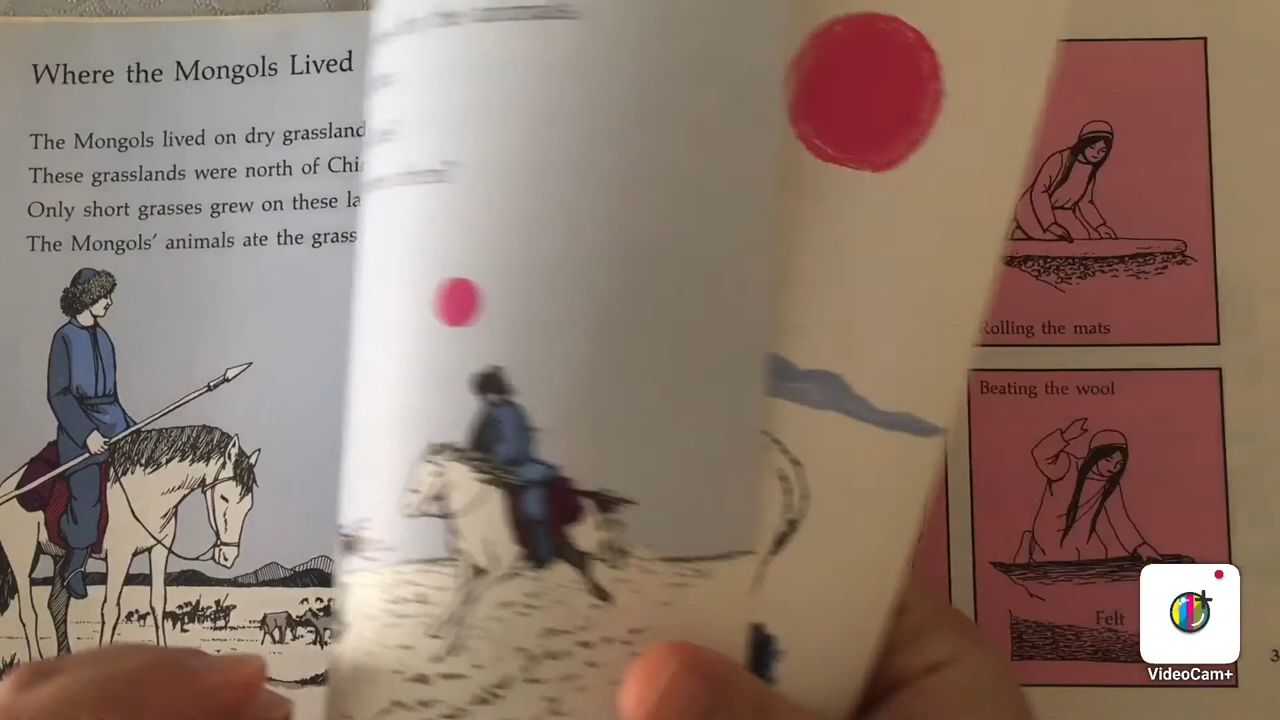 Where the Mongols Lived
The Mongols lived on dry grassland
These grasslands were north of Chi
Only short grasses grew on these la
The Mongols' animals ate the grass
Rolling the mats
Beating the wool
Felt
3
VideoCam+